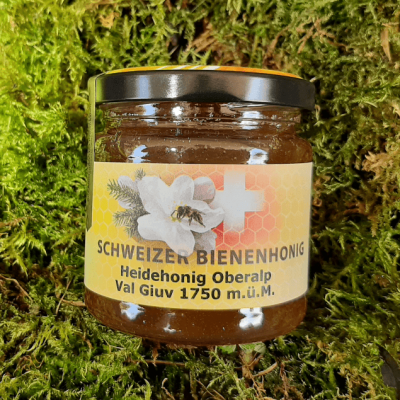 SCHWEIZER BIENENHONIG
Heidehonig Oberalp
Val Giuv 1750 m.ü.M.